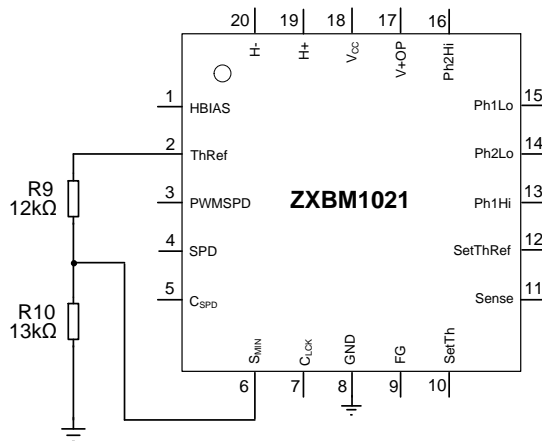 20 19 18 17 16
H- H+ VCC V+OP Ph2Hi
1 HBIAS
2 ThRef
3 PWMSPD
4 SPD
5 CSPD
Ph1Lo 15
Ph2Lo 14
Ph1Hi 13
SetThRef 12
Sense 11
ZXBM1021
R9
12kΩ
R10
13kΩ
SMIN CLCK GND FG SetTh
6 7 8 9 10